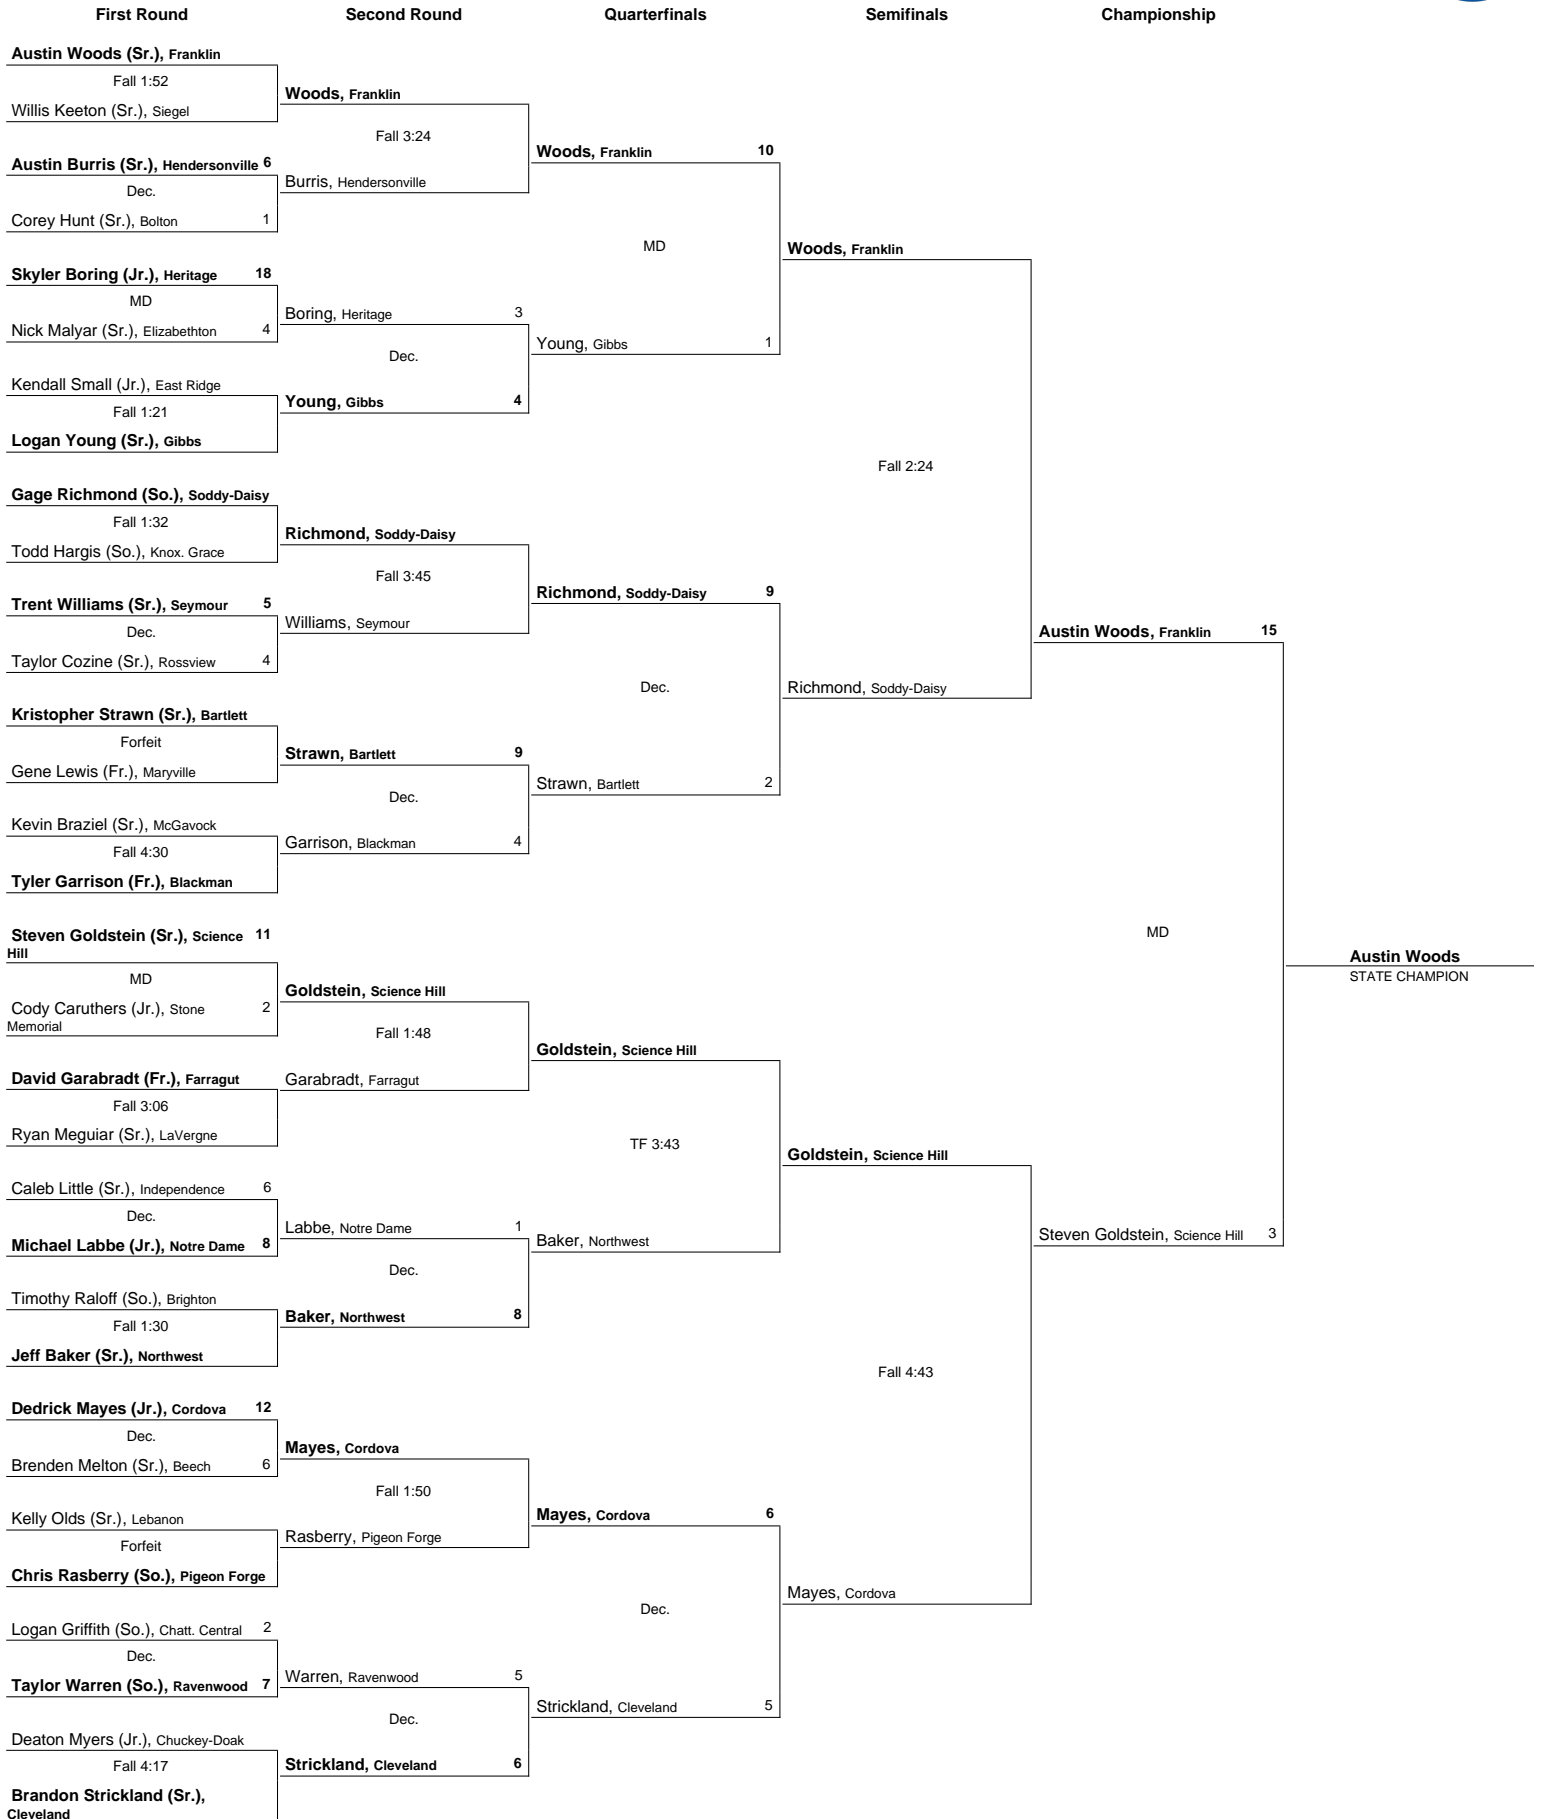 First Round Second Round Quarterfinals Semifinals Championship
Austin Woods (Sr.), Franklin
Fall 1:52
Willis Keeton (Sr.), Siegel
Austin Burris (Sr.), Hendersonville 6
Dec.
Corey Hunt (Sr.), Bolton 1
Skyler Boring (Jr.), Heritage 18
MD
Nick Malyar (Sr.), Elizabethton 4
Kendall Small (Jr.), East Ridge
Fall 1:21
Logan Young (Sr.), Gibbs
Gage Richmond (So.), Soddy-Daisy
Fall 1:32
Todd Hargis (So.), Knox. Grace
Trent Williams (Sr.), Seymour 5
Dec.
Taylor Cozine (Sr.), Rossview 4
Kristopher Strawn (Sr.), Bartlett
Forfeit
Gene Lewis (Fr.), Maryville
Kevin Braziel (Sr.), McGavock
Fall 4:30
Tyler Garrison (Fr.), Blackman
Steven Goldstein (Sr.), Science 11
Hill
MD
Cody Caruthers (Jr.), Stone 2
Memorial
David Garabradt (Fr.), Farragut
Fall 3:06
Ryan Meguiar (Sr.), LaVergne
Caleb Little (Sr.), Independence 6
Dec.
Michael Labbe (Jr.), Notre Dame 8
Timothy Raloff (So.), Brighton
Fall 1:30
Jeff Baker (Sr.), Northwest
Dedrick Mayes (Jr.), Cordova 12
Dec.
Brenden Melton (Sr.), Beech 6
Kelly Olds (Sr.), Lebanon
Forfeit
Chris Rasberry (So.), Pigeon Forge
Logan Griffith (So.), Chatt. Central 2
Dec.
Taylor Warren (So.), Ravenwood 7
Deaton Myers (Jr.), Chuckey-Doak
Fall 4:17
Brandon Strickland (Sr.),
Cleveland
Woods, Franklin
Fall 3:24
Burris, Hendersonville
Boring, Heritage 3
Dec.
Young, Gibbs 4
Richmond, Soddy-Daisy
Fall 3:45
Williams, Seymour
Strawn, Bartlett 9
Dec.
Garrison, Blackman 4
Goldstein, Science Hill
Fall 1:48
Garabradt, Farragut
Labbe, Notre Dame 1
Dec.
Baker, Northwest 8
Mayes, Cordova
Fall 1:50
Rasberry, Pigeon Forge
Warren, Ravenwood 5
Dec.
Strickland, Cleveland 6
Woods, Franklin 10
MD
Young, Gibbs 1
Richmond, Soddy-Daisy 9
Dec.
Strawn, Bartlett 2
Goldstein, Science Hill
TF 3:43
Baker, Northwest
Mayes, Cordova 6
Dec.
Strickland, Cleveland 5
Woods, Franklin
Fall 2:24
Richmond, Soddy-Daisy
Goldstein, Science Hill
Fall 4:43
Mayes, Cordova
Austin Woods, Franklin 15
MD
Steven Goldstein, Science Hill 3
Austin Woods
STATE CHAMPION